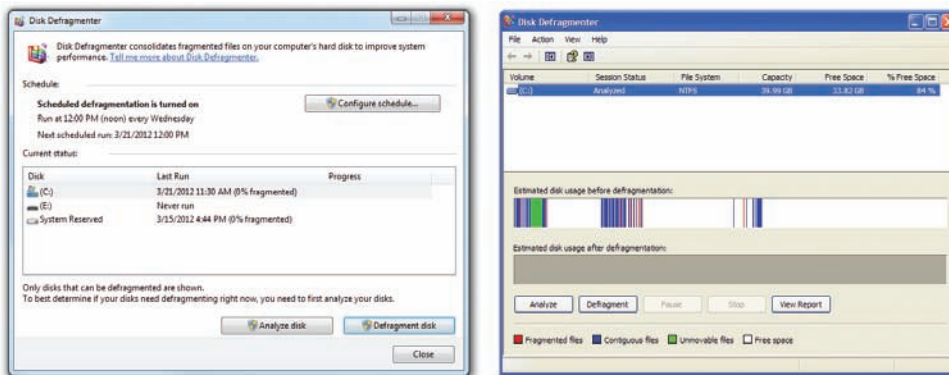 Disk Defragmenter
Disk Defragmenter consolidates fragmented files on your computer's hard disk to improve system
performance. Tell me more about Disk Defragmenter.
Schedule:
Scheduled defragmentation is turned on
Configure schedule...
Run at 12:00 PM (noon) every Wednesday
Next scheduled run: 3/21/2012 12:00 PM
Current status:
Disk Last Run Progress
(C:) 3/21/2012 11:30 AM (0% fragmented)
(E:) Never run
System Reserved 3/15/2012 4:44 PM (0% fragmented)
Only disks that can be defragmented are shown.
To best determine if your disks need defragmenting right now, you need to first analyze your disks.
Analyze disk Defragment disk
Close
Disk Defragmenter
File Action View Help
Volume Session Status File System Capacity Free Space % Free Space
(C:) Analyzed NTFS 39.99 GB 33.82 GB 84 %
Estimated disk usage before defragmentation:
Estimated disk usage after defragmentation:
Analyze Defragment Pause Stop View Report
Fragmented files Contiguous files Unmovable files Free space